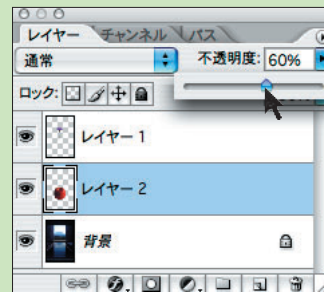 レイヤー チャンネル パス
通常 不透明度: 60%
ロック:
レイヤー 1
レイヤー 2
背景